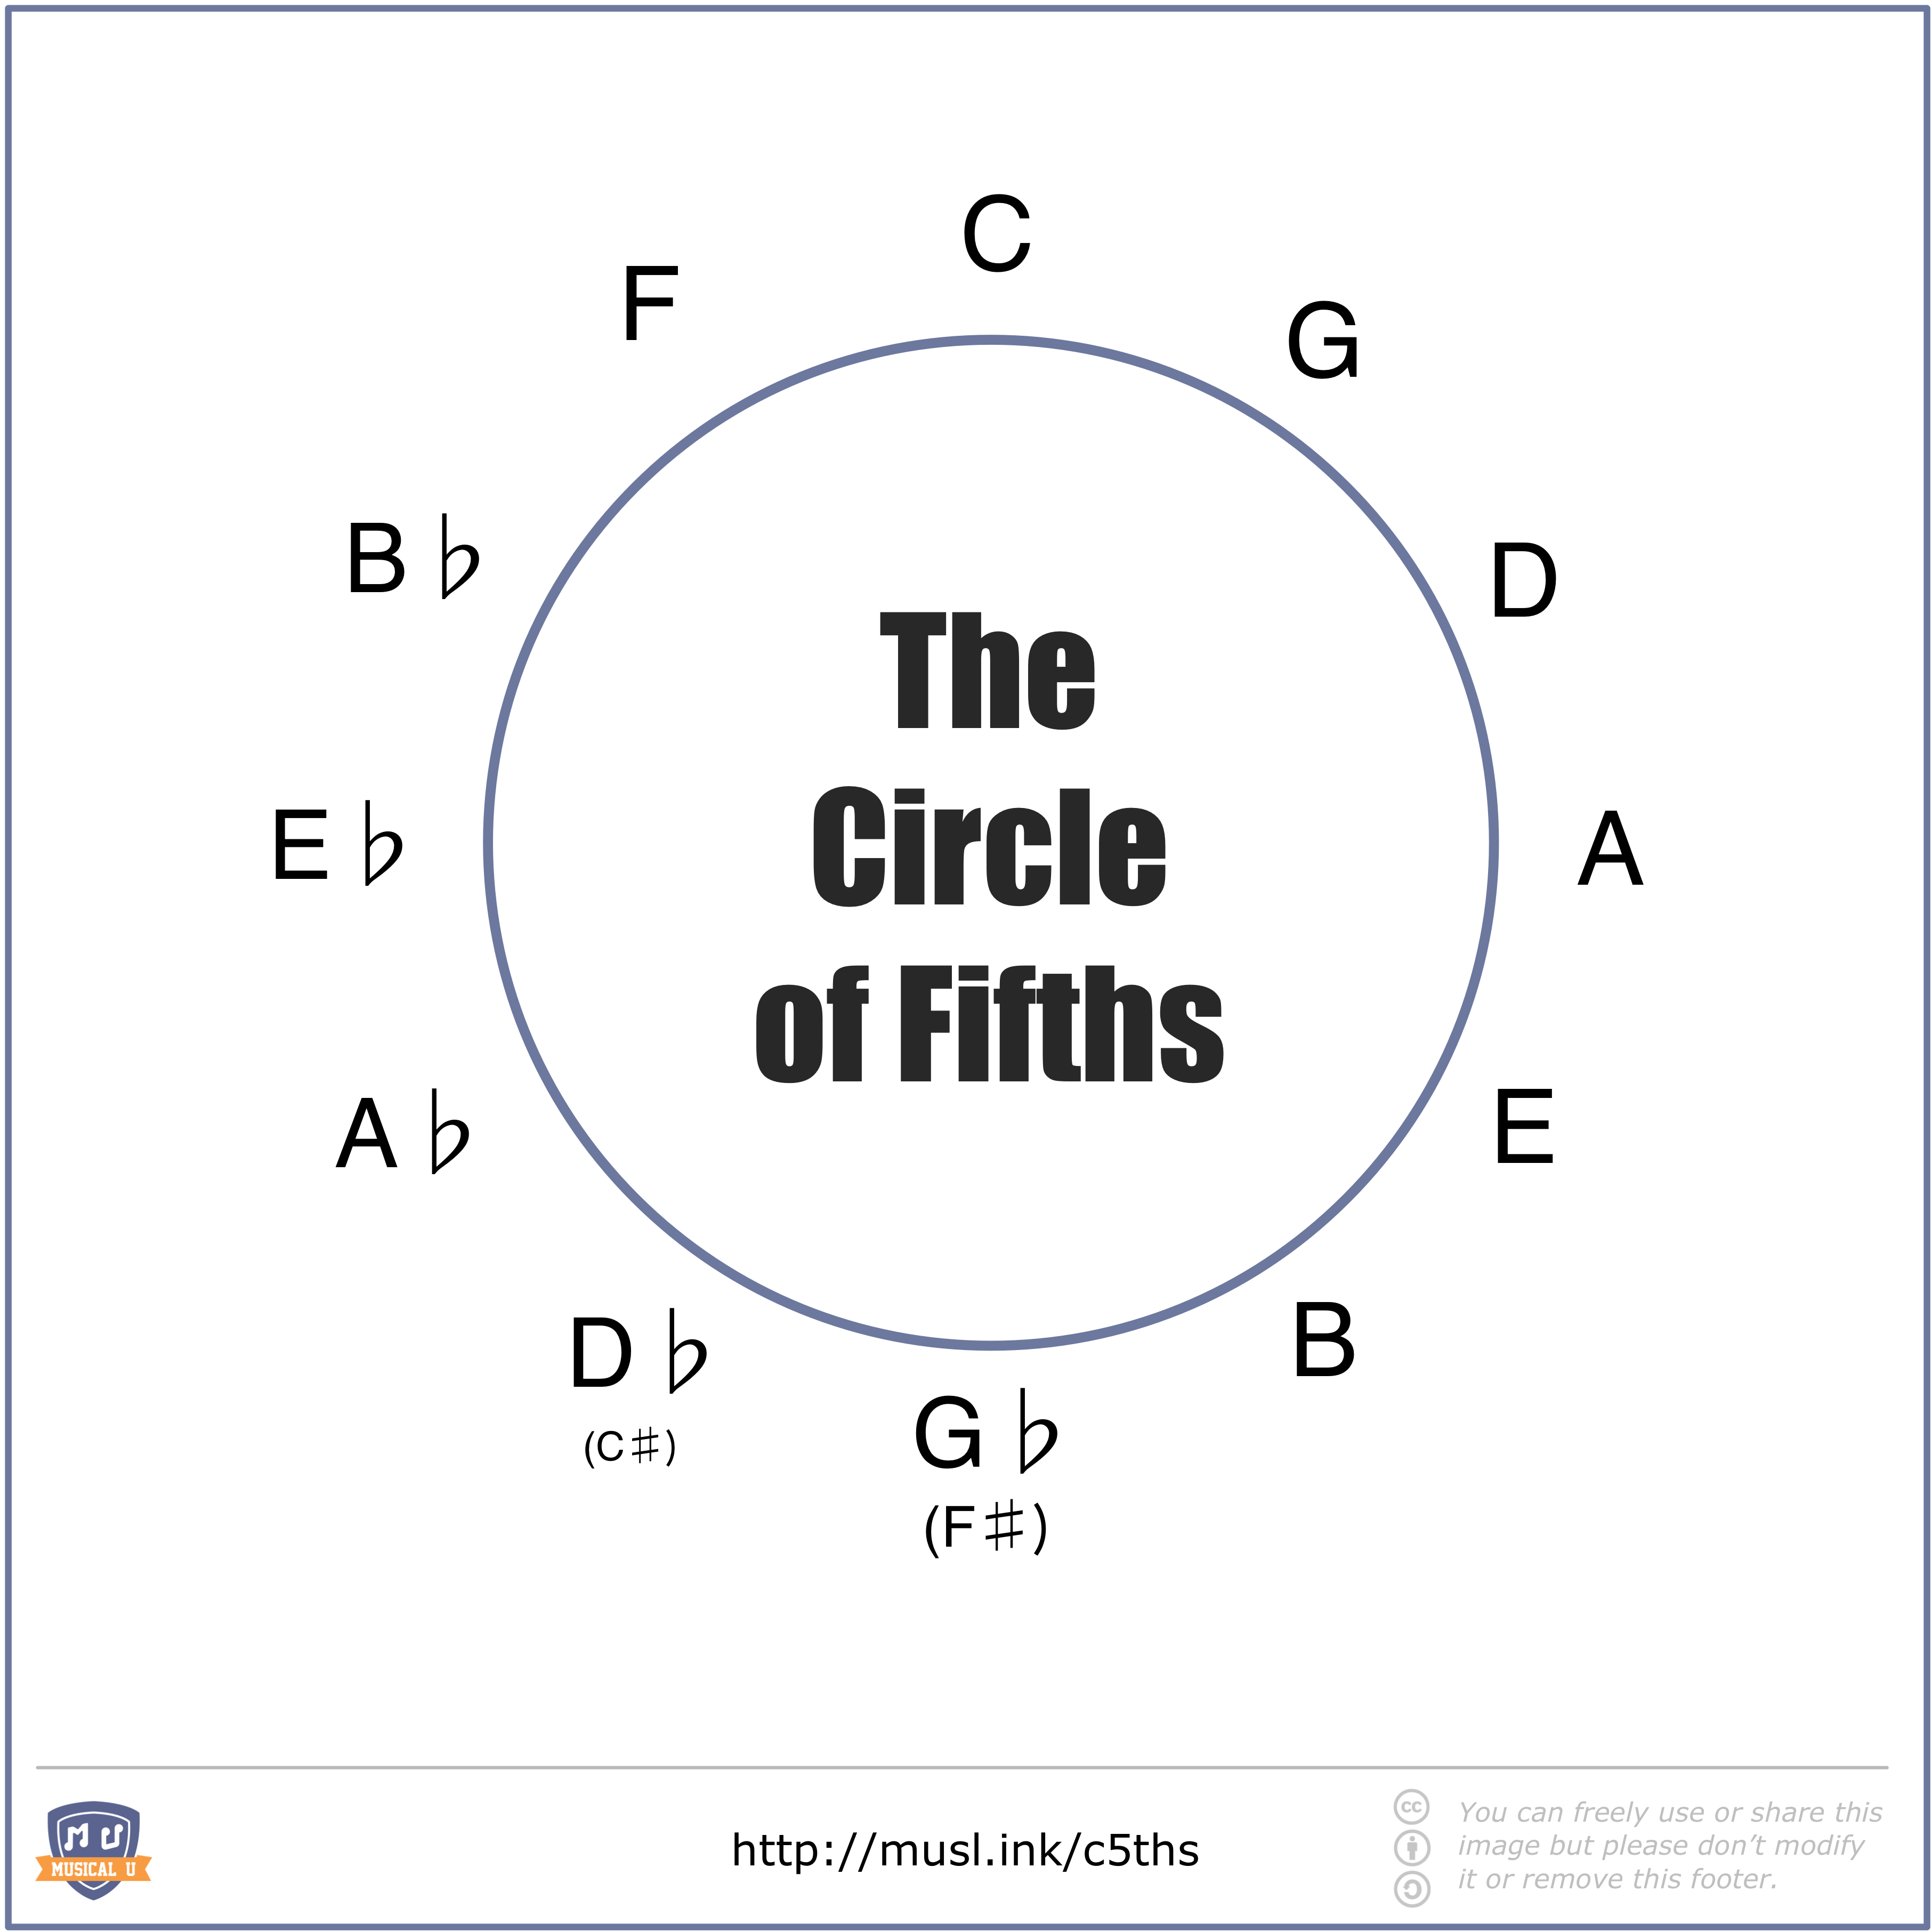 C
G
F
D
B ♭
The
Circle
of Fifths
E ♭
A
A ♭
E
D ♭
(C♯)
B
G ♭
(F♯)
MU
MUSICAL U
http://musl.ink/c5ths
cc
You can freely use or share this
image but please don't modify
it or remove this footer.